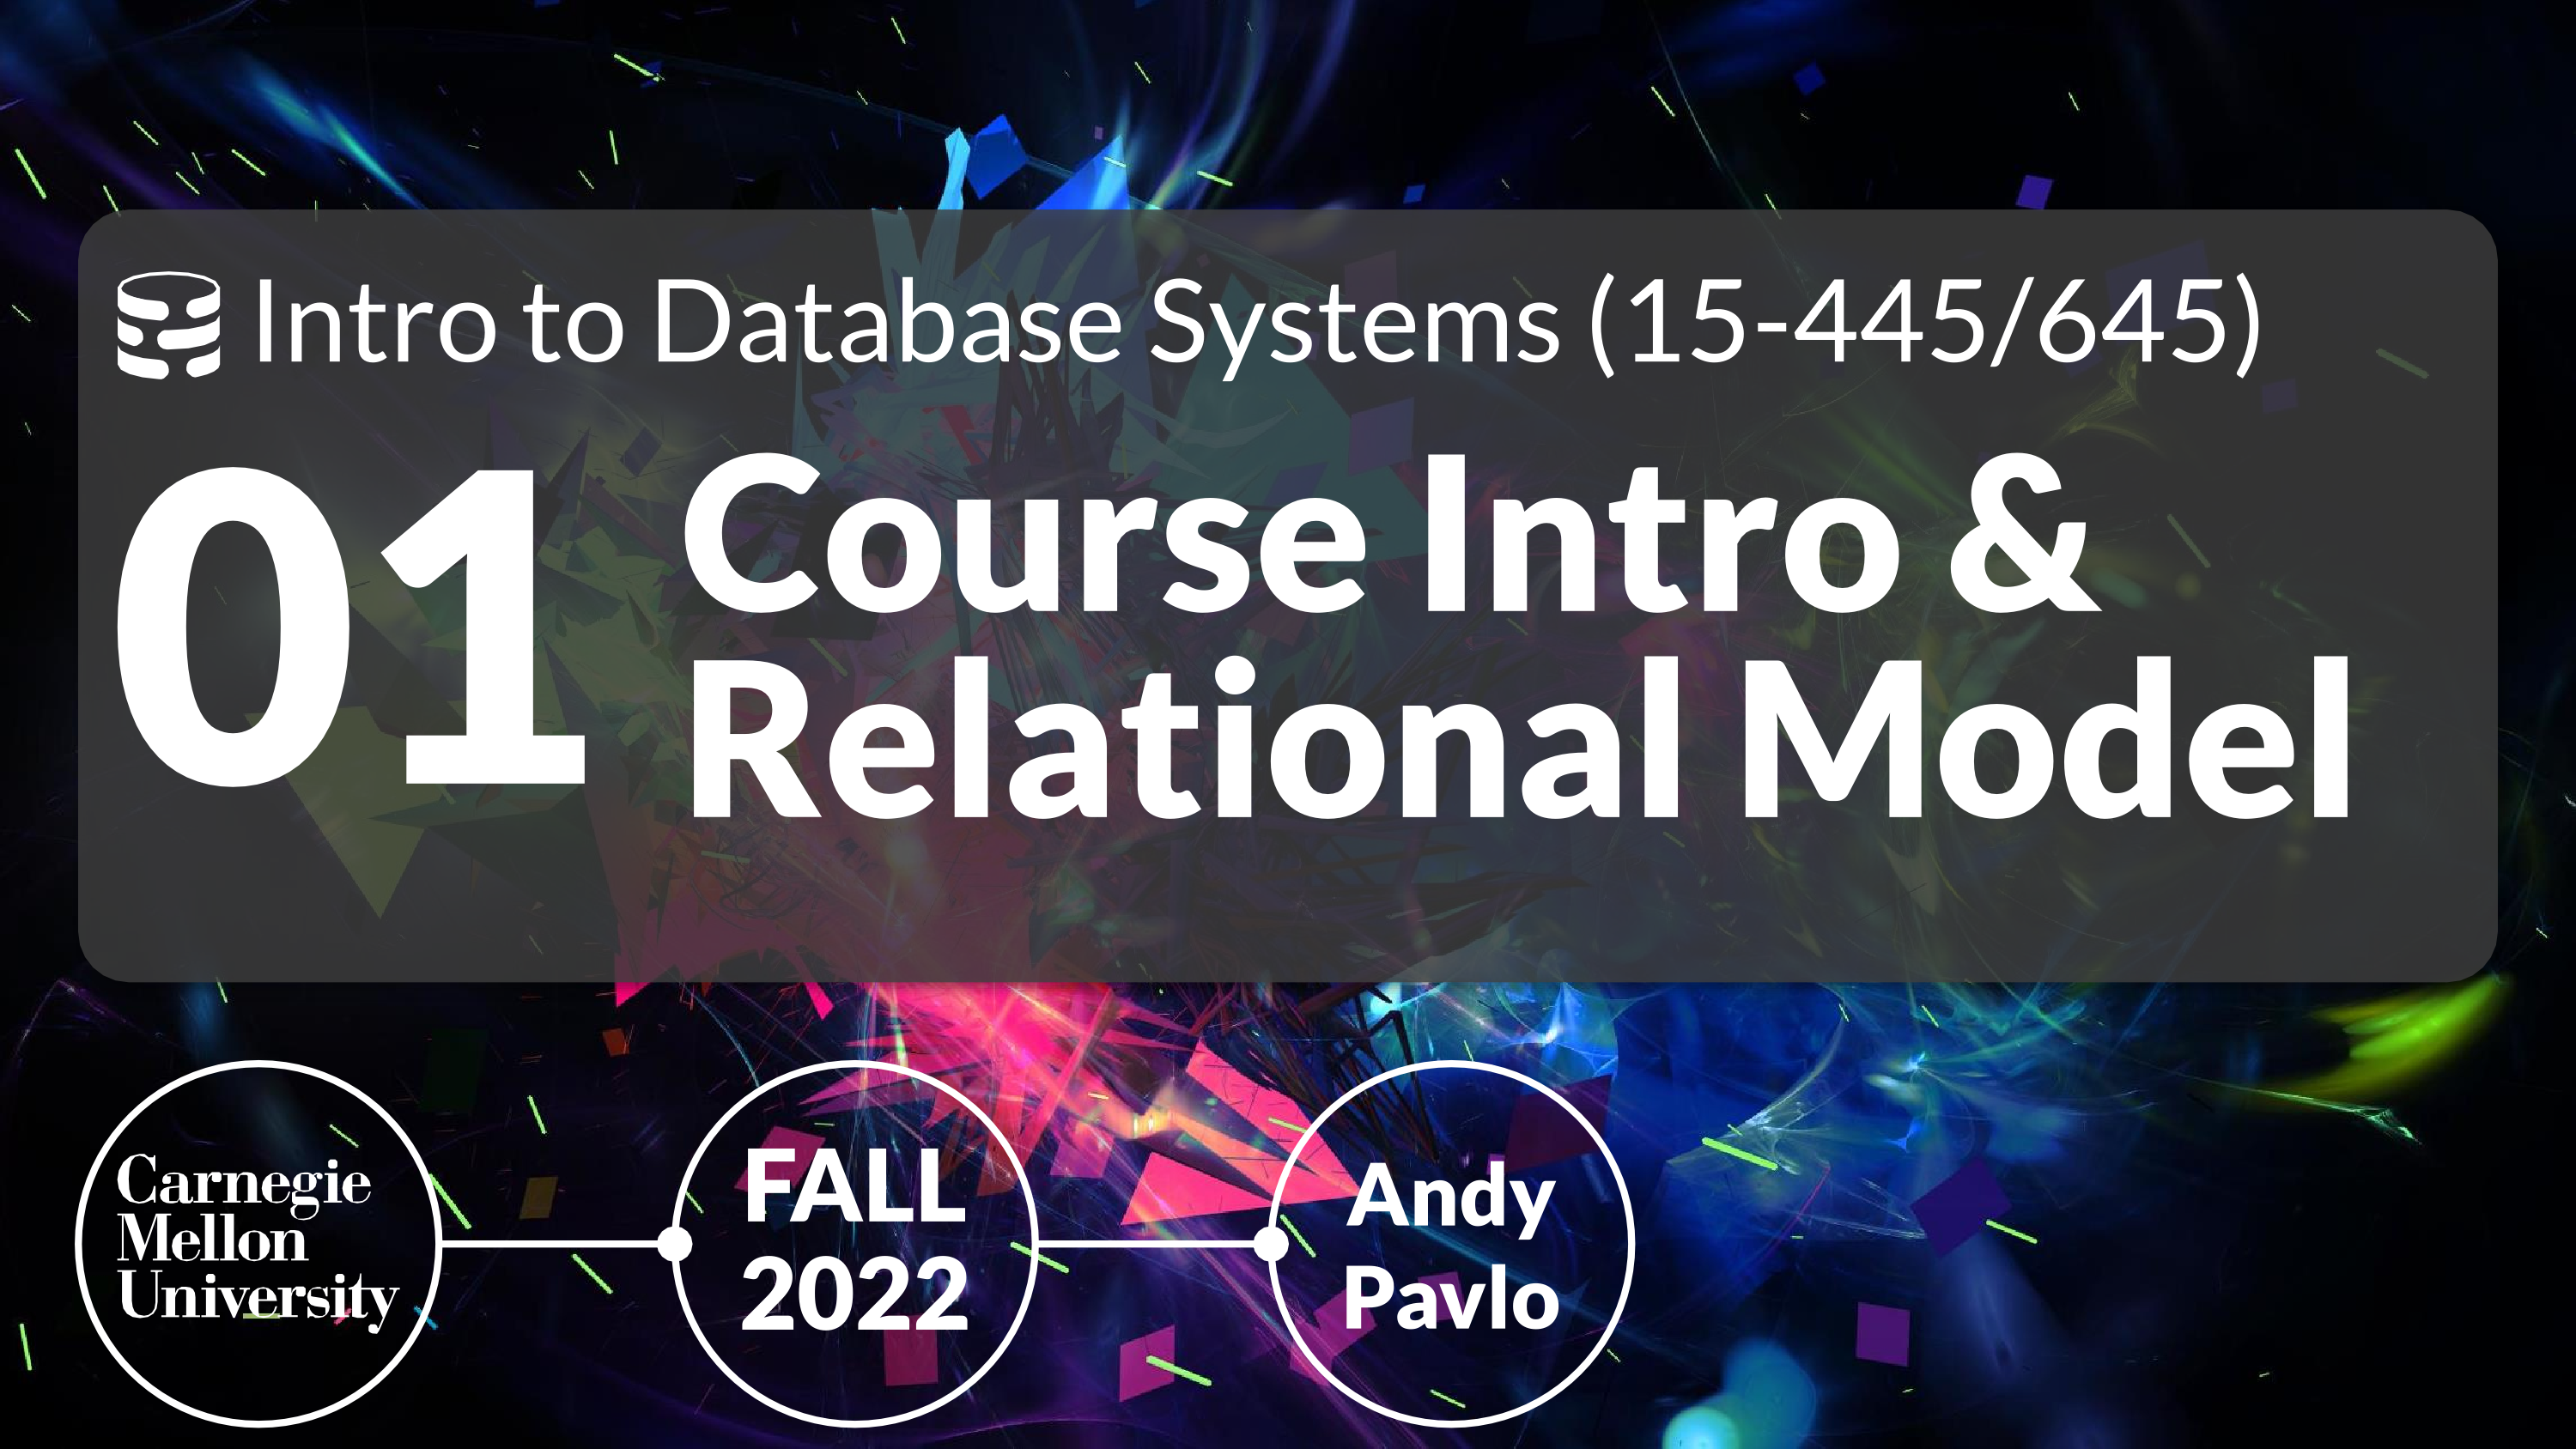 Intro to Database Systems (15-445/645)
01
Course Intro &
Relational Model
Carnegie
Mellon
University
FALL
2022
Andy
Pavlo